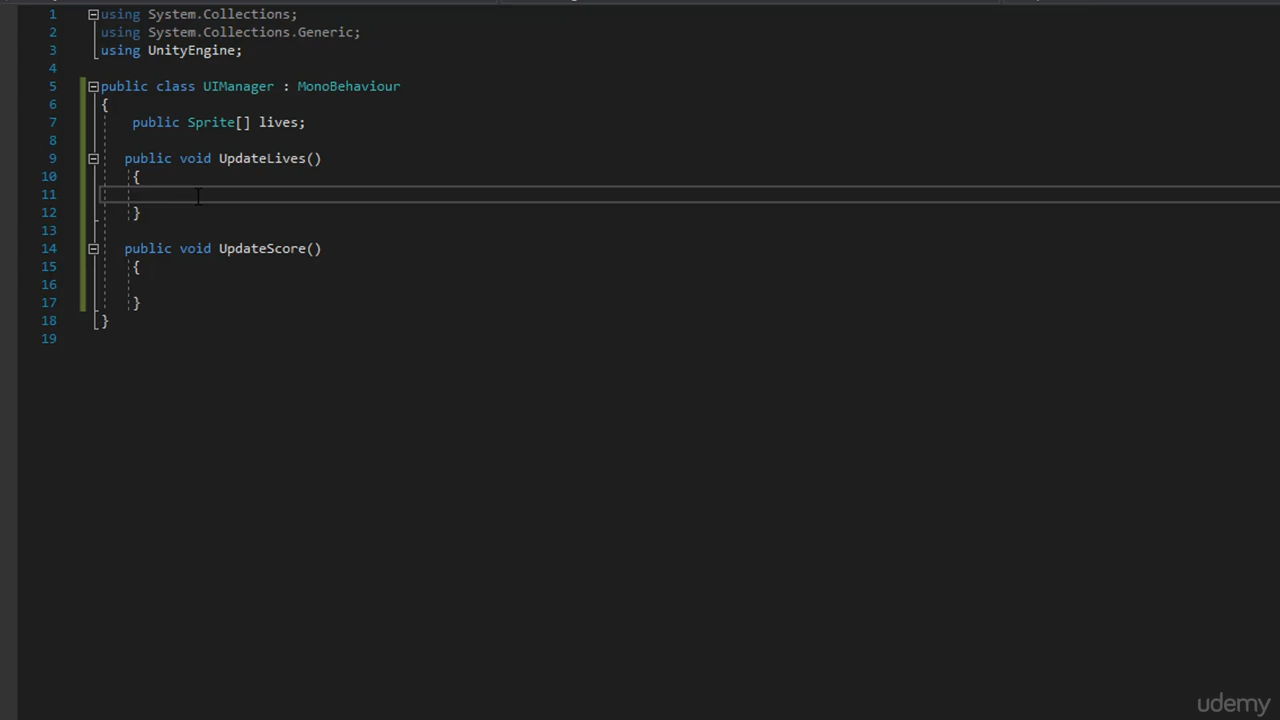 1 using System.Collections;
2 using System.Collections.Generic;
3 using UnityEngine;
4
5 public class UIManager : MonoBehaviour
6 {
7 public Sprite[] lives;
8
9 public void UpdateLives()
10 {
11
12 }
13
14 public void UpdateScore()
15 {
16
17 }
18 }
19
udemy